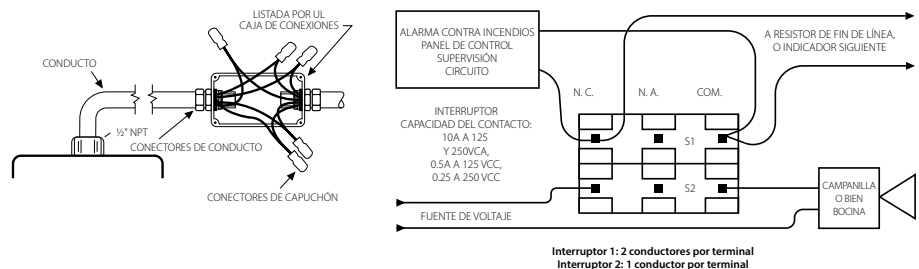 LISTADA POR UL
CAJA DE CONEXIONES
CONDUCTO
½" NPT
CONECTORES DE CONDUCTO
CONECTORES DE CAPUCHÓN
ALARMA CONTRA INCENDIOS
PANEL DE CONTROL
SUPERVISIÓN
CIRCUITO
A RESISTOR DE FIN DE LÍNEA,
O INDICADOR SIGUIENTE
N. C.
N. A.
COM.
INTERRUPTOR
CAPACIDAD DEL CONTACTO:
10A A 125
Y 250VCA,
0.5A A 125 VCC,
0.25 A 250 VCC
S1
S2
FUENTE DE VOLTAJE
CAMPANILLA
O BIEN
BOCINA
Interruptor 1: 2 conductores por terminal
Interruptor 2: 1 conductor por terminal